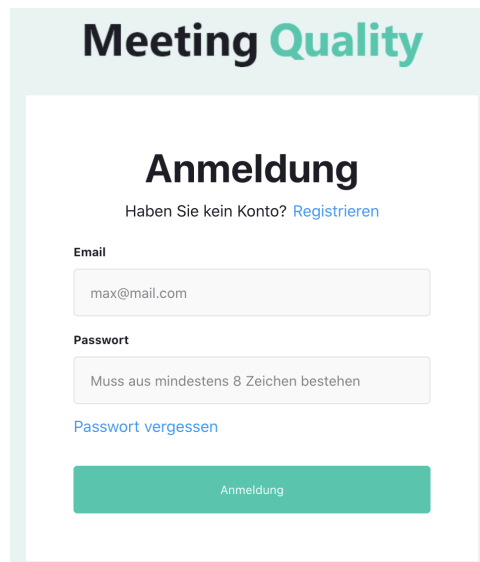 Meeting Quality
Anmeldung
Haben Sie kein Konto? Registrieren
Email
max@mail.com
Passwort
Muss aus mindestens 8 Zeichen bestehen
Passwort vergessen
Anmeldung